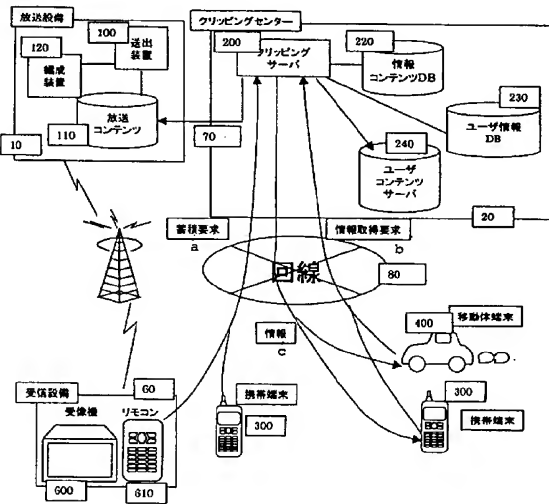 放送設備
クリッピングセンター
100
送出
装置
120
編成
装置
200
クリッピング
サーバ
220
情報
コンテンツDB
放送
コンテンツ
110
10
70
230
ユーザ情報
DB
240
ユーザ
コンテンツ
サーバ
20
蓄積要求
a
情報取得要求
b
回線
80
情報
c
400
移動体端末
受信設備
60
受像機
リモコン
携帯端末
300
300
携帯端末
600
610